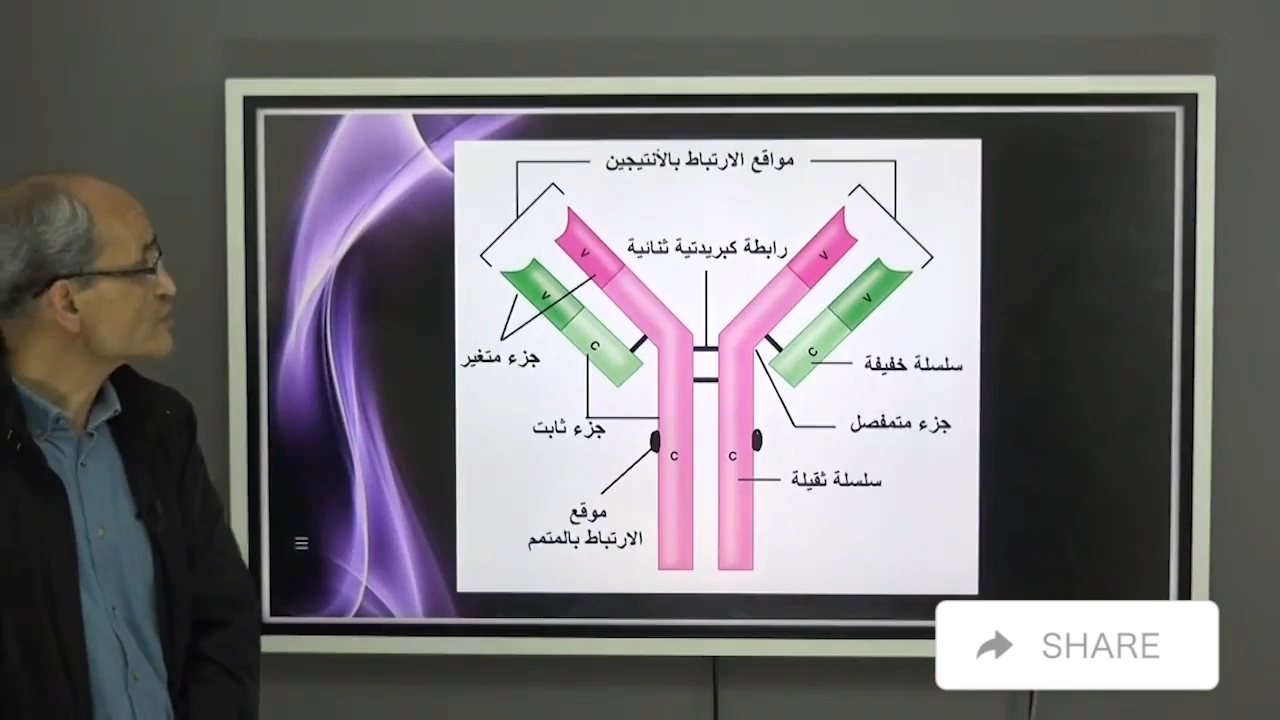 مواقع الارتباط بالأنتيجين
رابطة كبريدتية ثنائية
V
V
V
V
جزء متغير
C
C
سلسلة خفيفة
جزء ثابت
جزء متمفصل
C
C
سلسلة ثقيلة
موقع
الارتباط بالمتمم
SHARE